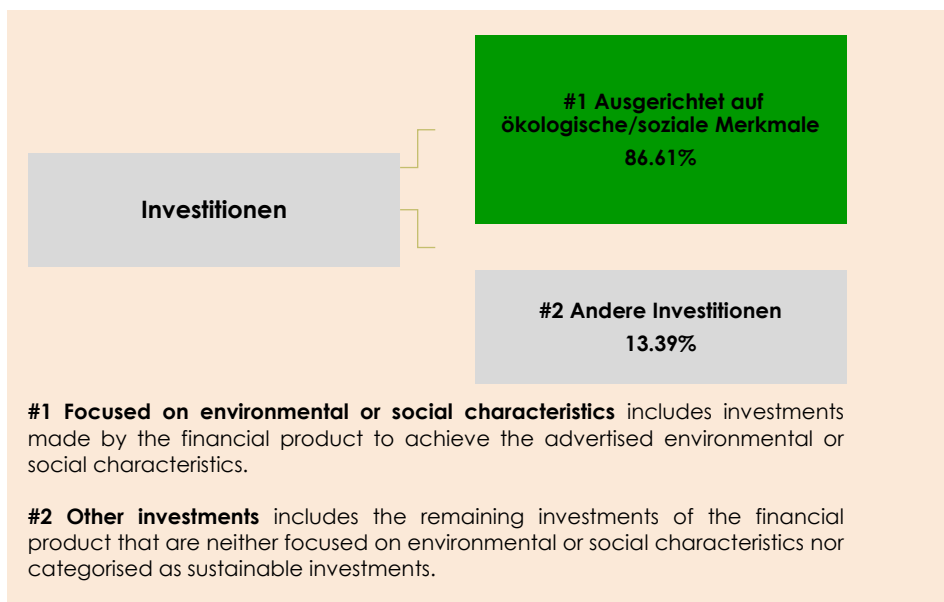 #1 Ausgerichtet auf
ökologische/soziale Merkmale
86.61%
Investitionen
#2 Andere Investitionen
13.39%
#1 Focused on environmental or social characteristics includes investments
made by the financial product to achieve the advertised environmental or
social characteristics.
#2 Other investments includes the remaining investments of the financial
product that are neither focused on environmental or social characteristics nor
categorised as sustainable investments.